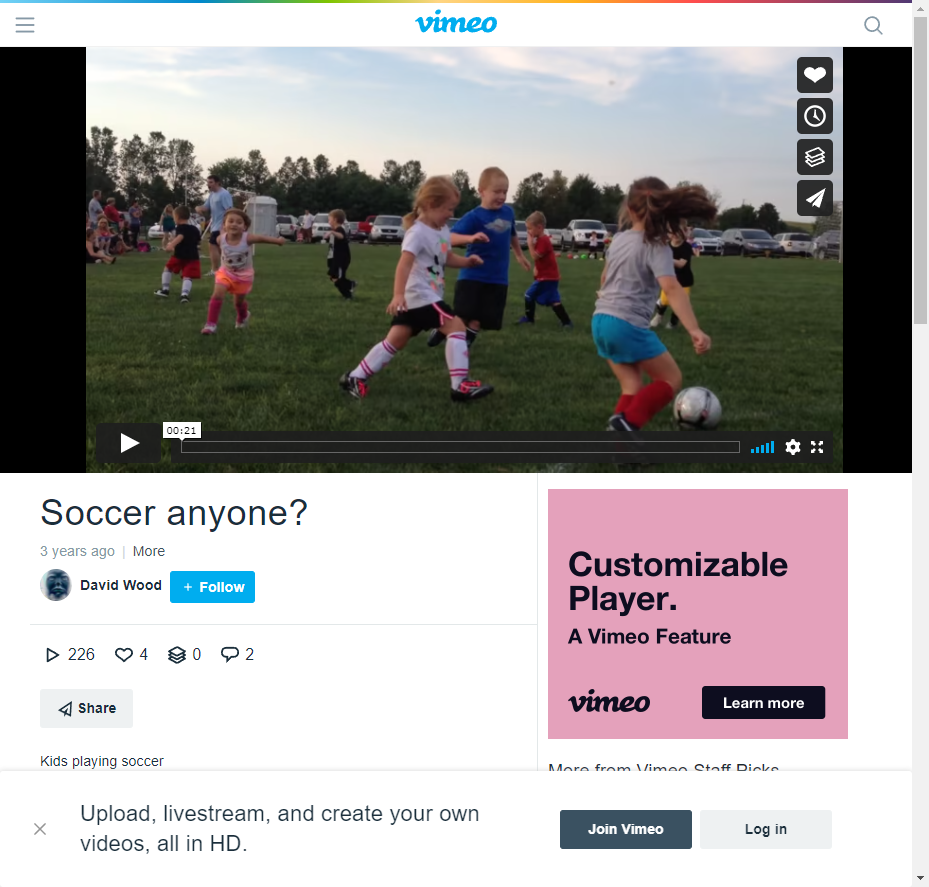 vimeo
00:21
Soccer anyone?
3 years ago | More
David Wood
+ Follow
226 4 0 2
Share
Kids playing soccer
Customizable
Player.
A Vimeo Feature
vimeo
Learn more
More from Vimeo Staff Picks
Upload, livestream, and create your own
videos, all in HD.
Join Vimeo
Log in